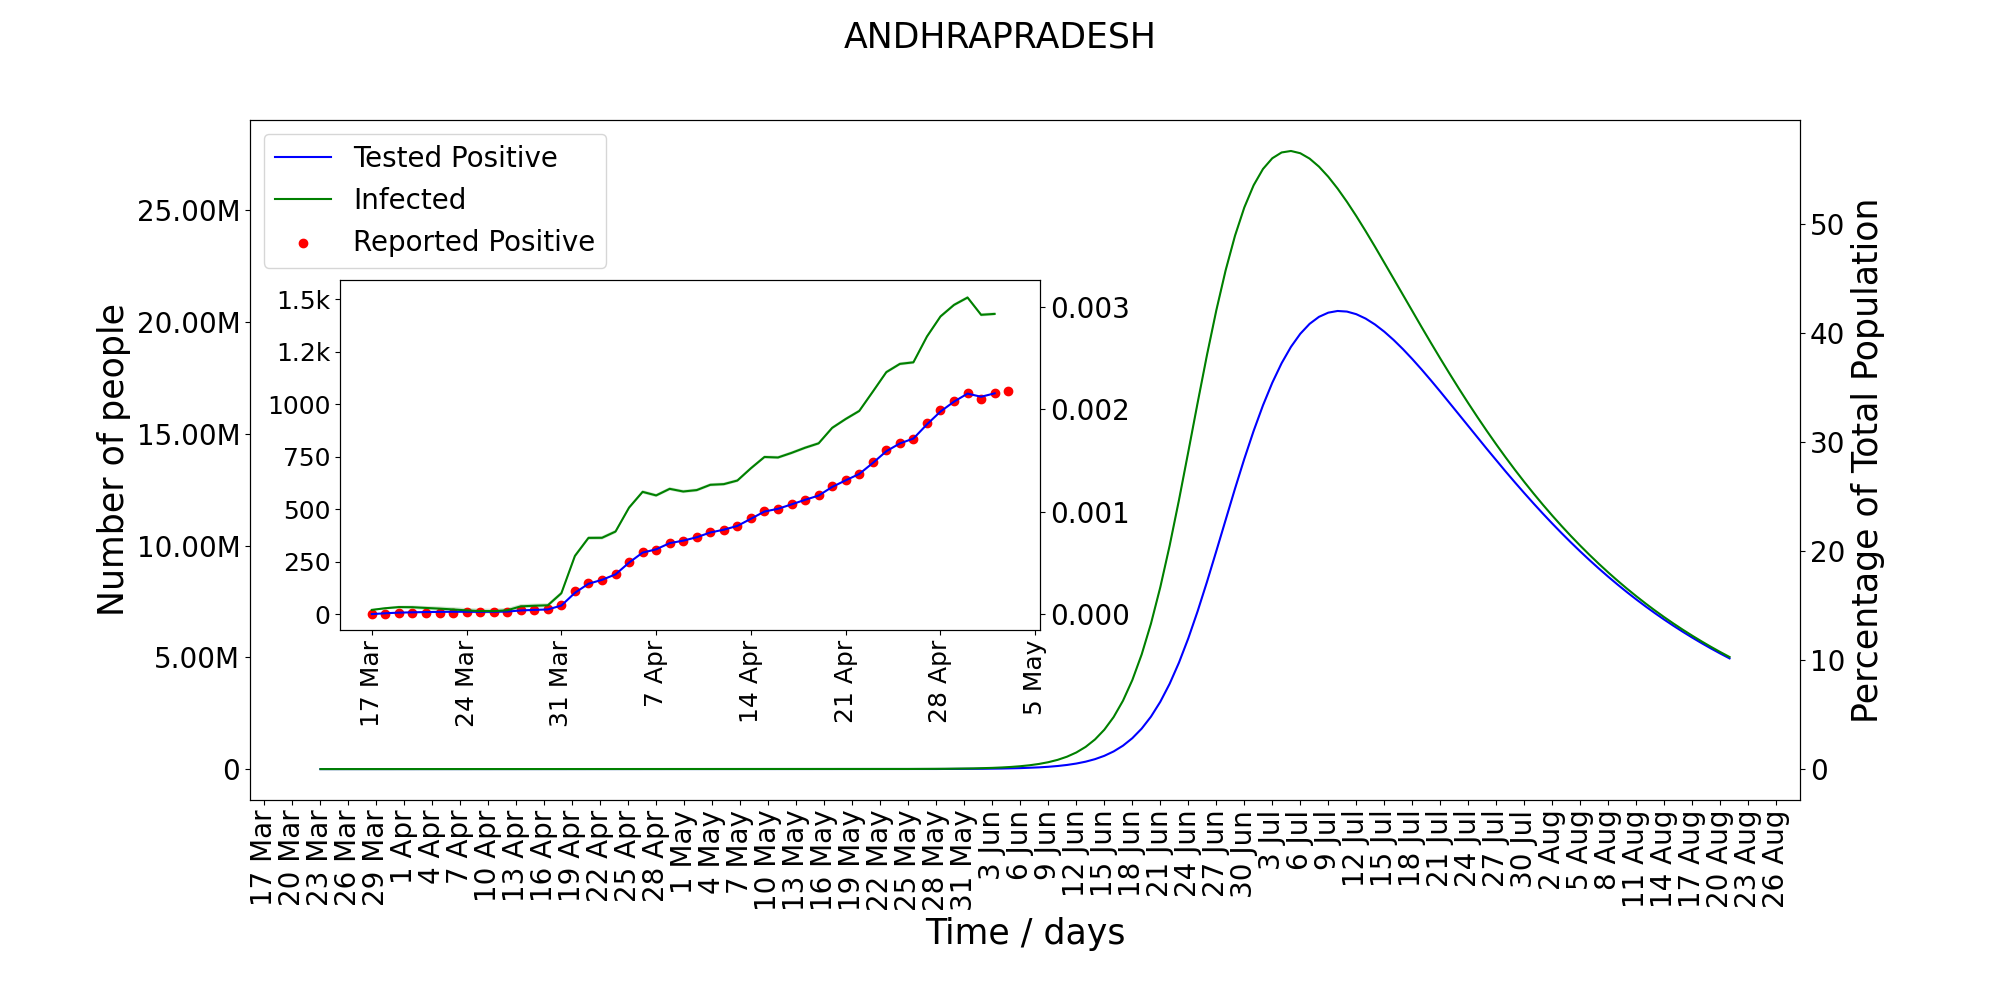 ANDHRAPRADESH
Tested Positive
Infected
Reported Positive
Number of people
25.00M
20.00M
15.00M
10.00M
5.00M
0
1.5k
1.2k
1000
750
500
250
0
0.003
0.002
0.001
0.000
17 Mar
24 Mar
31 Mar
7 Apr
14 Apr
21 Apr
28 Apr
5 May
50
40
30
20
10
0
Percentage of Total Population
17 Mar
20 Mar
23 Mar
26 Mar
29 Mar
1 Apr
4 Apr
7 Apr
10 Apr
13 Apr
16 Apr
19 Apr
22 Apr
25 Apr
28 Apr
1 May
4 May
7 May
10 May
13 May
16 May
19 May
22 May
25 May
28 May
31 May
3 Jun
6 Jun
9 Jun
12 Jun
15 Jun
18 Jun
21 Jun
24 Jun
27 Jun
30 Jun
3 Jul
6 Jul
9 Jul
12 Jul
15 Jul
18 Jul
21 Jul
24 Jul
27 Jul
30 Jul
2 Aug
5 Aug
8 Aug
11 Aug
14 Aug
17 Aug
20 Aug
23 Aug
26 Aug
Time / days